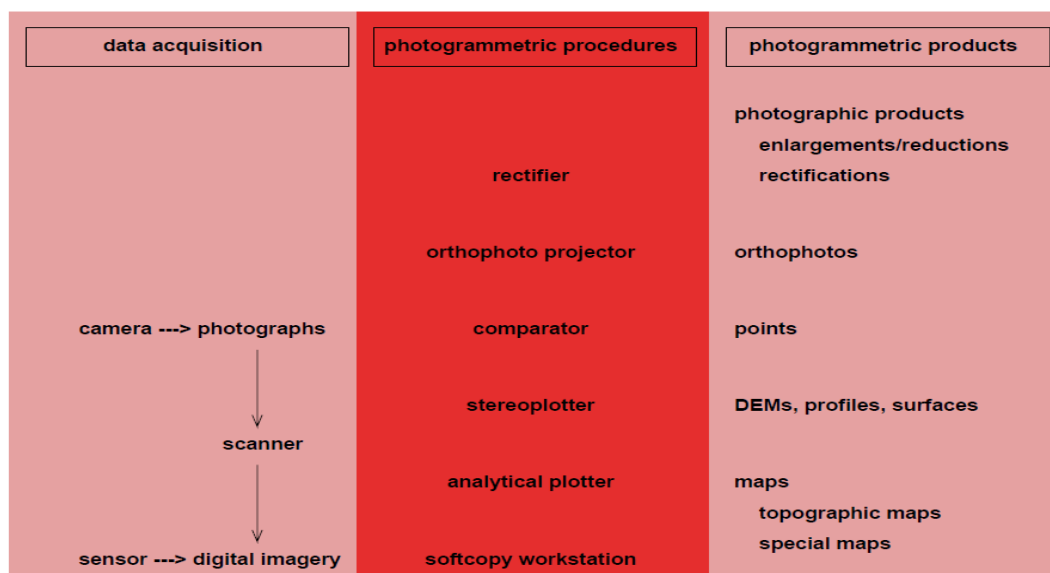 data acquisition
photogrammetric procedures
photogrammetric products
photographic products
enlargements/reductions
rectifier
rectifications
orthophoto projector
orthophotos
camera ---> photographs
comparator
points
stereoplotter
DEMs, profiles, surfaces
scanner
analytical plotter
maps
topographic maps
special maps
sensor ---> digital imagery
softcopy workstation